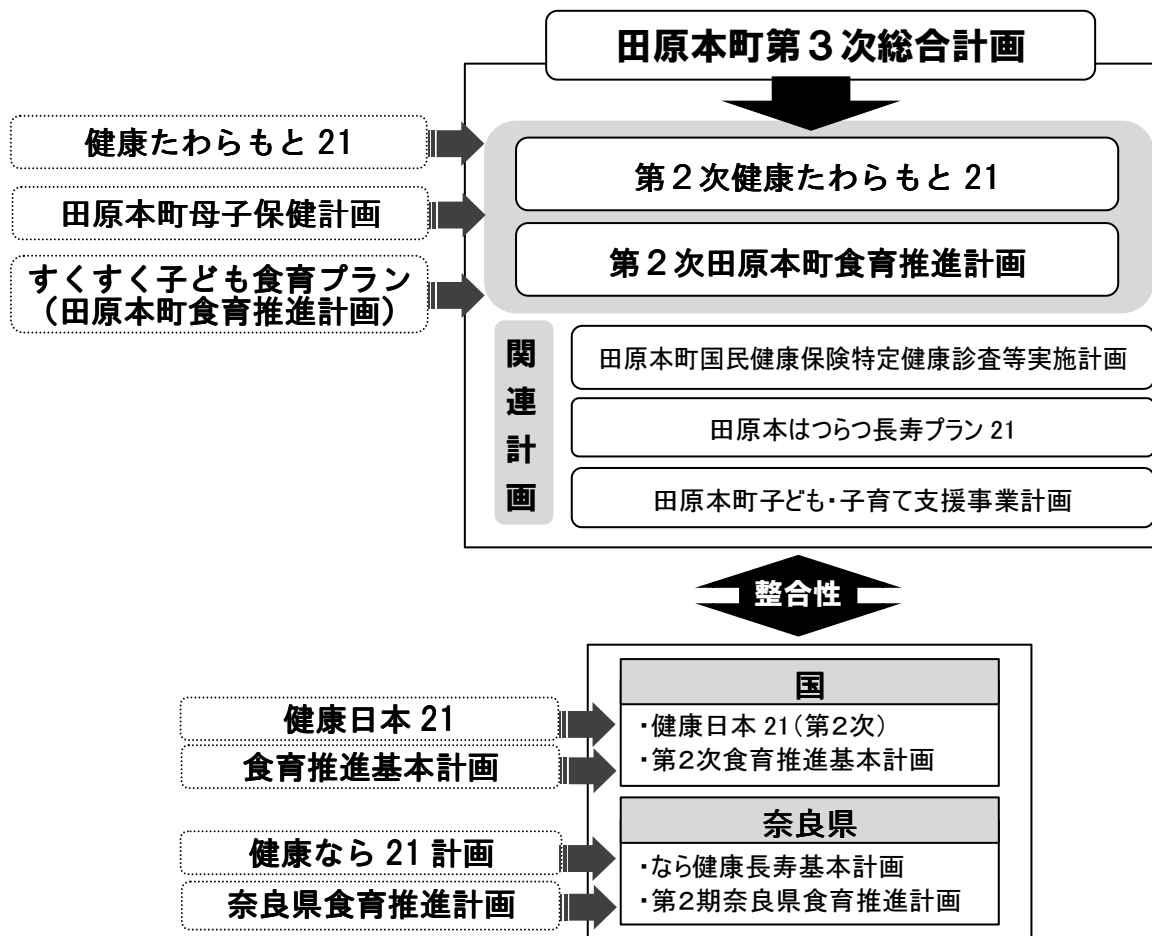 田原本町第３次総合計画
健康たわらもと 21
田原本町母子保健計画
すくすく子ども食育プラン
（田原本町食育推進計画）
第２次健康たわらもと 21
第２次田原本町食育推進計画
関連計画
田原本町国民健康保険特定健康診査等実施計画
田原本はつらつ長寿プラン 21
田原本町子ども・子育て支援事業計画
整合性
健康日本 21
食育推進基本計画
国
・健康日本 21（第2次）
・第2次食育推進基本計画
健康なら 21 計画
奈良県食育推進計画
奈良県
・なら健康長寿基本計画
・第2期奈良県食育推進計画